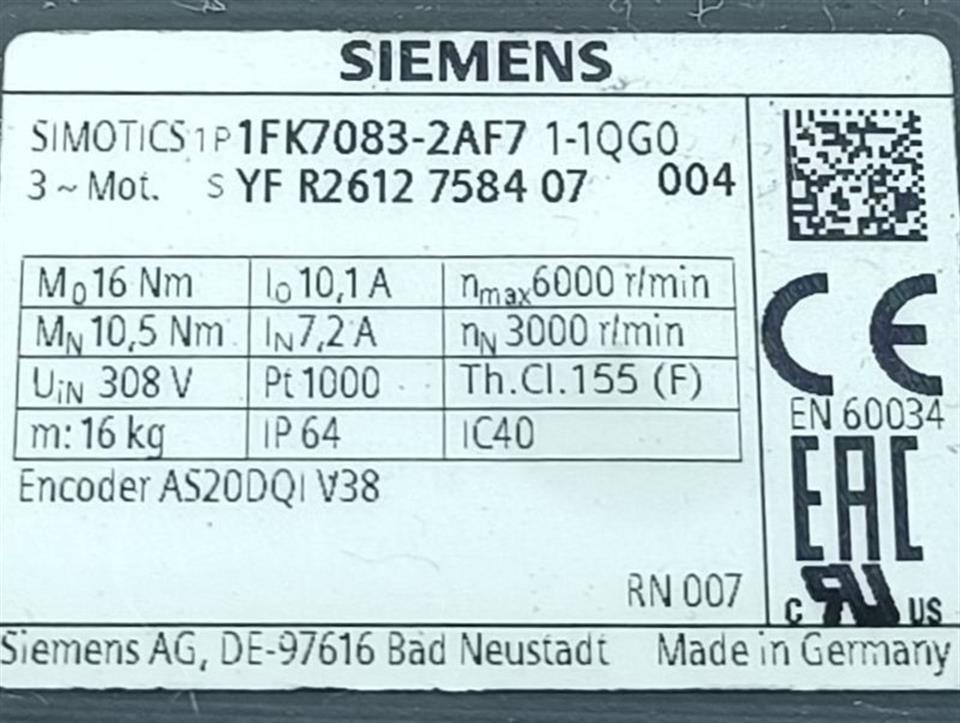 SIEMENS
SIMOTICS 1P 1FK7083-2AF7 1-1QG0
3 ~ Mot. S YF R2612 7584 07 004
M0 16 Nm I0 10,1 A nmax 6000 r/min
MN 10,5 Nm IN 7,2 A nN 3000 r/min
UiN 308 V Pt1000 Th.Cl.155 (F)
m: 16 kg IP 64 IC40
Encoder AS20DQI V38
CE
EN 60034
EAC
RN 007
c RU US
Siemens AG, DE-97616 Bad Neustadt Made in Germany